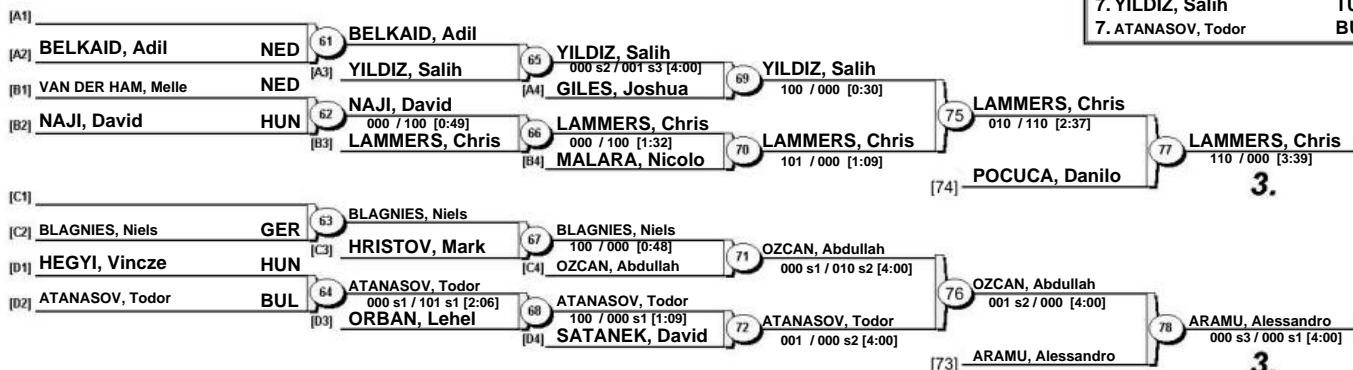 7. YILDIZ, Salih TU
7. ATANASOV, Todor BU
[A1]
[A2] BELKAID, Adil NED
61 BELKAID, Adil
[A3] YILDIZ, Salih
65 YILDIZ, Salih
000 s2 / 001 s3 [4:00]
[A4] GILES, Joshua
69 YILDIZ, Salih
100 / 000 [0:30]
[B1] VAN DER HAM, Melle NED
[B2] NAJI, David HUN
62 NAJI, David
000 / 100 [0:49]
[B3] LAMMERS, Chris
66 LAMMERS, Chris
000 / 100 [1:32]
[B4] MALARA, Nicolo
70 LAMMERS, Chris
101 / 000 [1:09]
75 LAMMERS, Chris
010 / 110 [2:37]
[74] POCUCA, Danilo
77 LAMMERS, Chris
110 / 000 [3:39]
3.
[C1]
[C2] BLAGNIES, Niels GER
63 BLAGNIES, Niels
[C3] HRISTOV, Mark
67 BLAGNIES, Niels
100 / 000 [0:48]
[C4] OZCAN, Abdullah
71 OZCAN, Abdullah
000 s1 / 010 s2 [4:00]
[D1] HEGYI, Vincze HUN
[D2] ATANASOV, Todor BUL
64 ATANASOV, Todor
000 s1 / 101 s1 [2:06]
[D3] ORBAN, Lehel
68 ATANASOV, Todor
100 / 000 s1 [1:09]
[D4] SATANEK, David
72 ATANASOV, Todor
001 / 000 s2 [4:00]
76 OZCAN, Abdullah
001 s2 / 000 [4:00]
[73] ARAMU, Alessandro
78 ARAMU, Alessandro
000 s3 / 000 s1 [4:00]
3.